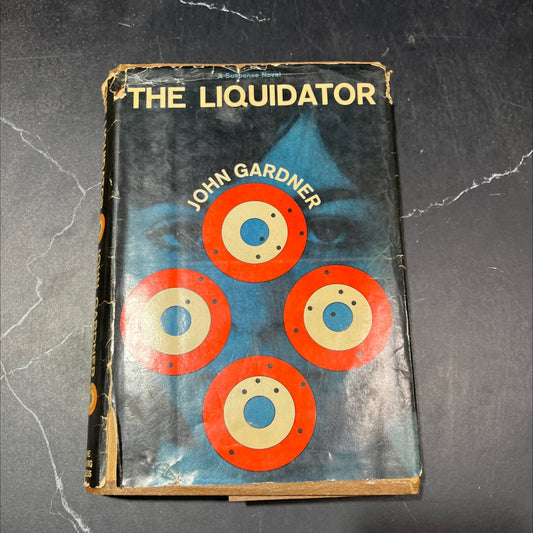 A Suspense Novel
THE LIQUIDATOR
JOHN GARDNER